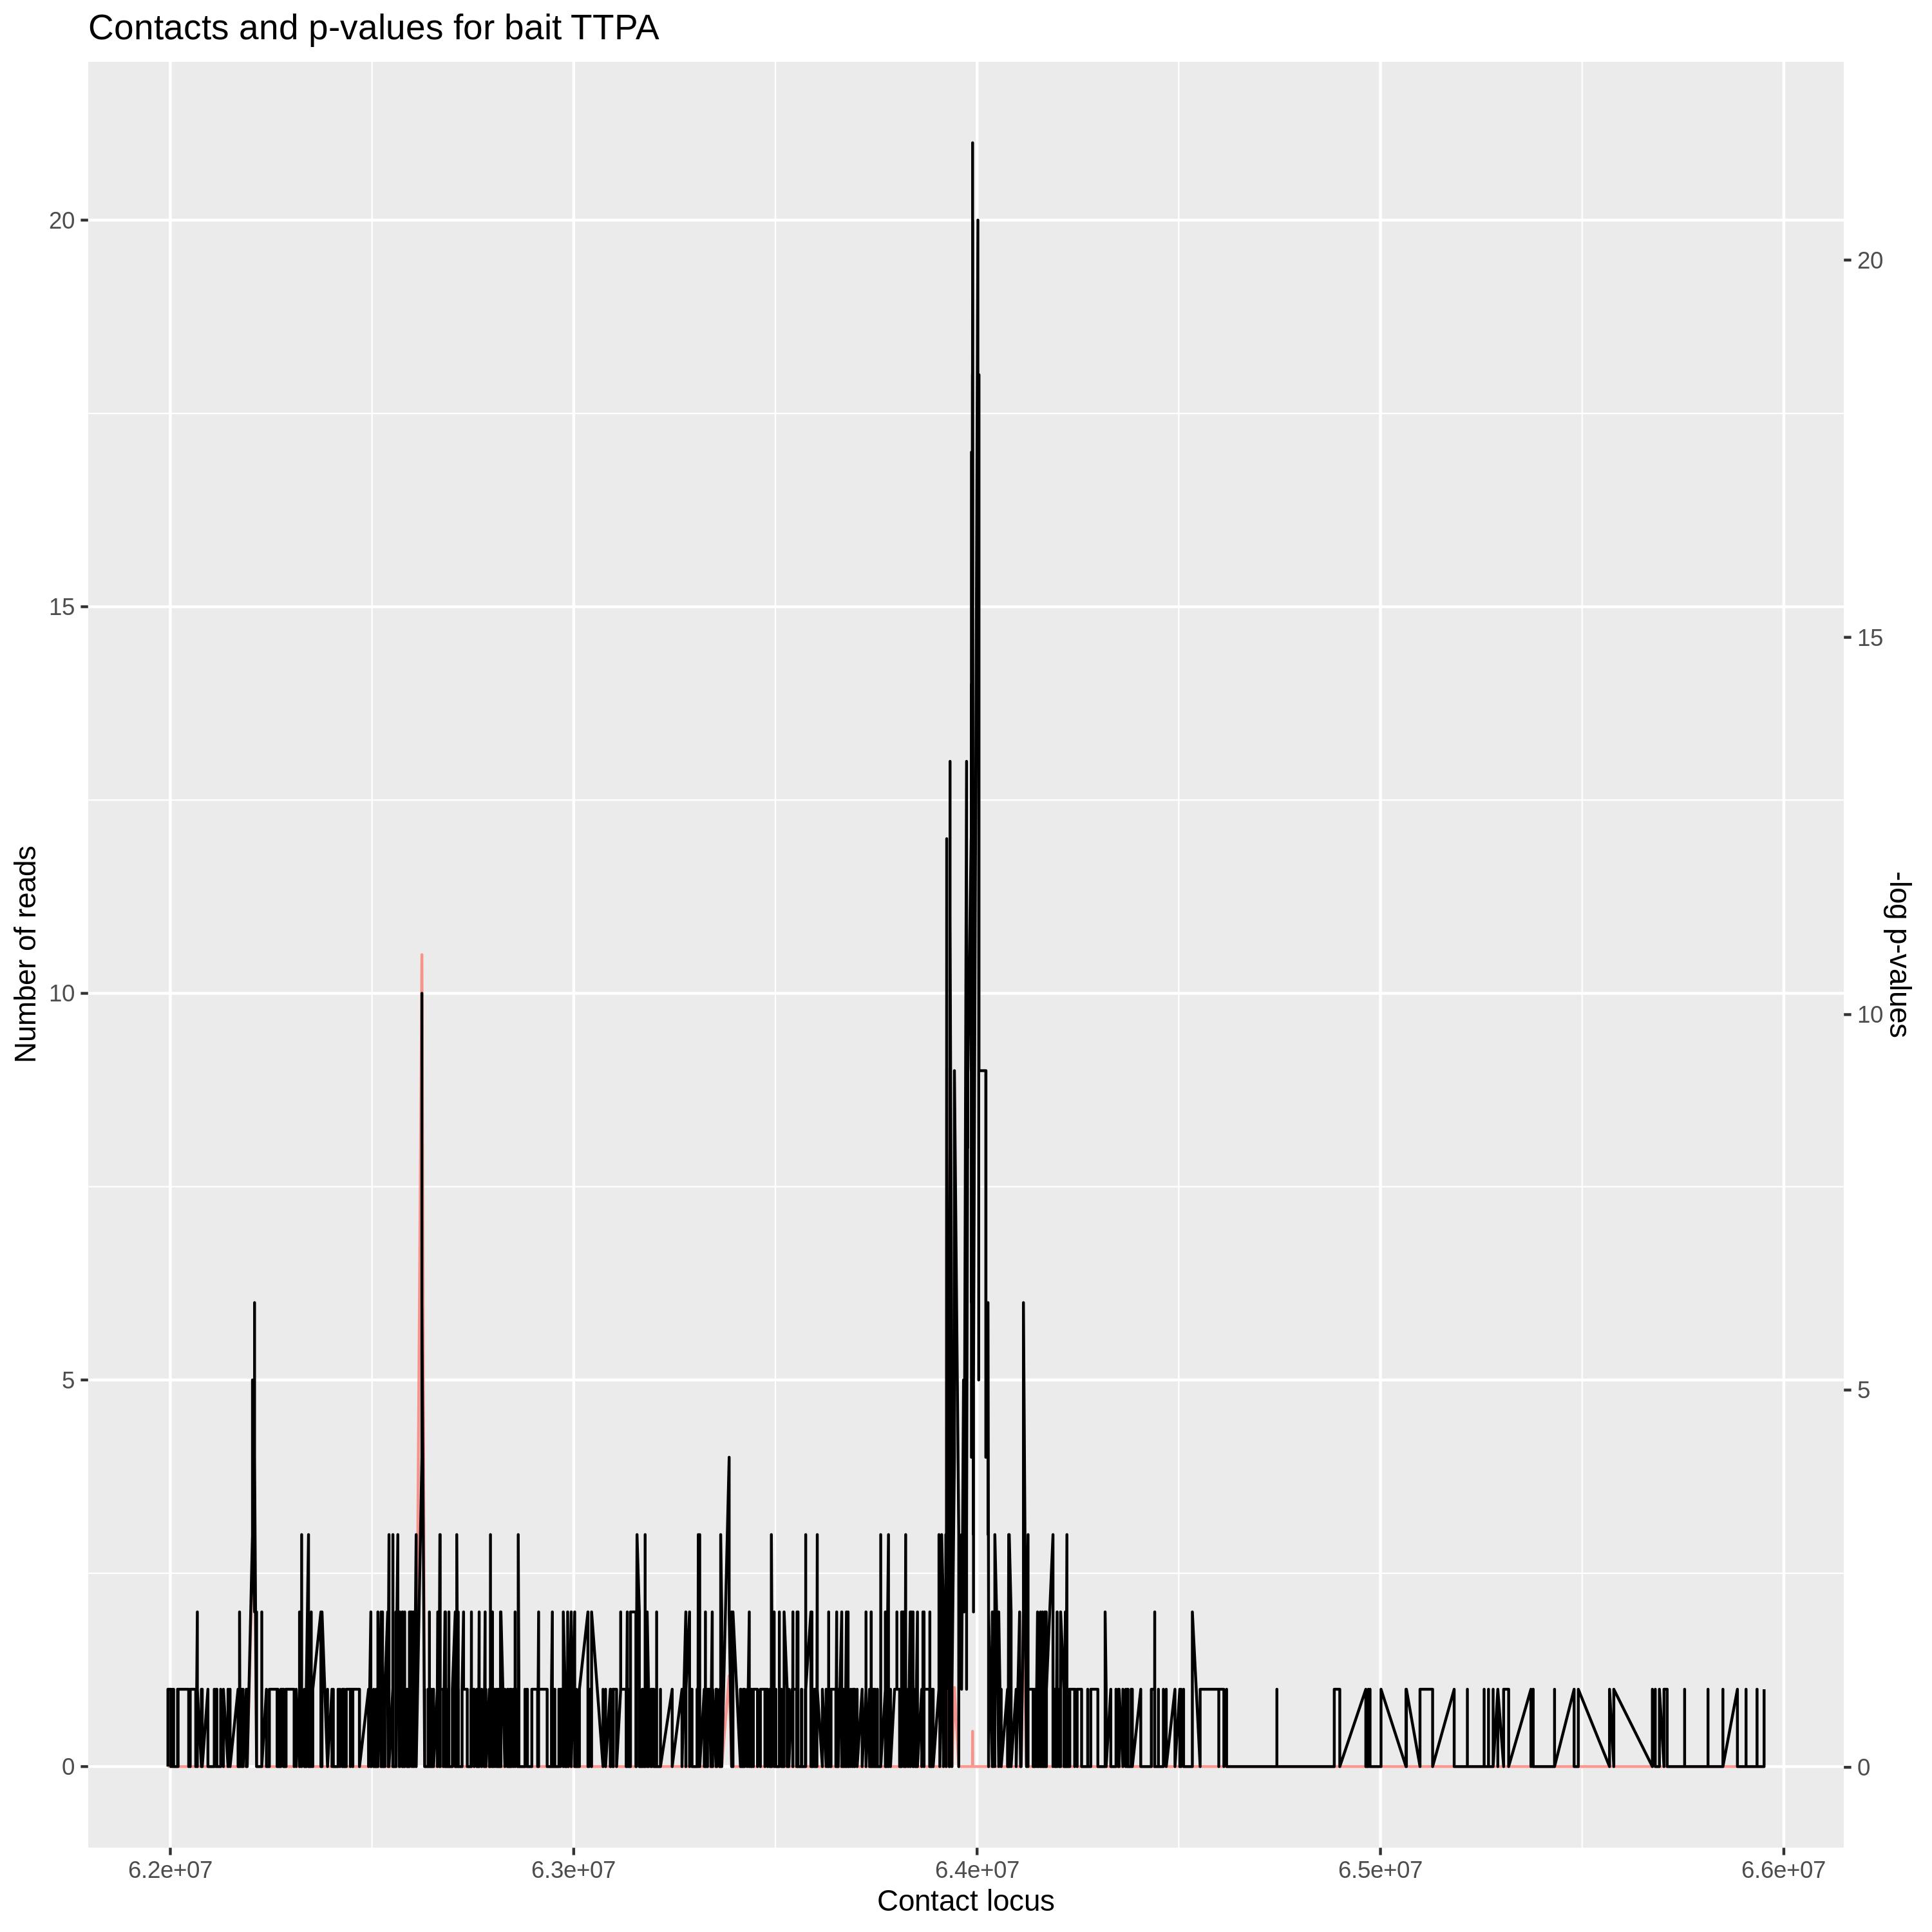 Contacts and p-values for bait TTPA
Number of reads
20
15
10
5
0
20
15
10
5
0
-log p-values
6.2e+07 6.3e+07 6.4e+07 6.5e+07 6.6e+07
Contact locus